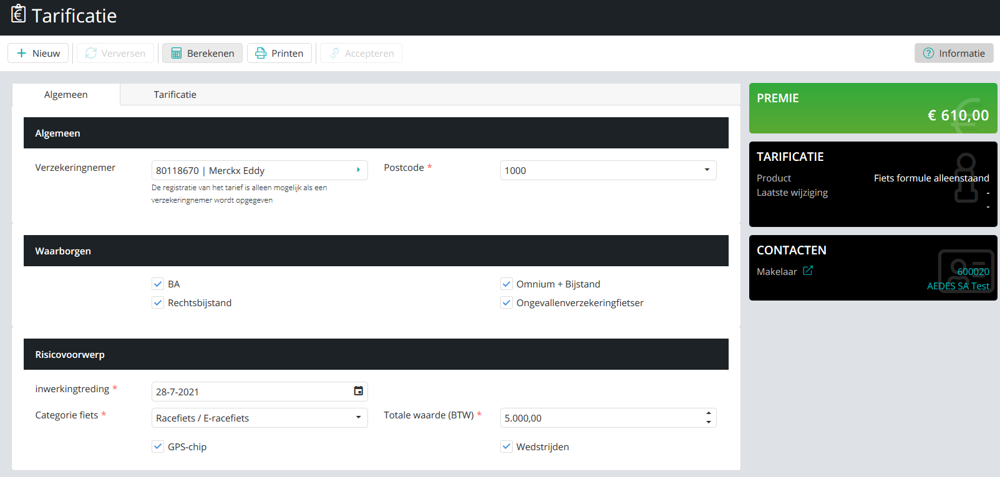 Tarificatie
Nieuw Verversen Berekenen Printen Accepteren Informatie
Algemeen Tarificatie
Algemeen
Verzekeringnemer 80118670 | Merckx Eddy Postcode * 1000
De registratie van het tarief is alleen mogelijk als een
verzekeringnemer wordt opgegeven
Waarborgen
BA Omnium + Bijstand
Rechtsbijstand Ongevallenverzekeringfietser
Risicovoorwerp
inwerkingtreding * 28-7-2021
Categorie fiets * Racefiets / E-racefiets Totale waarde (BTW) * 5.000,00
GPS-chip Wedstrijden
PREMIE
€ 610,00
TARIFICATIE
Product Fiets formule alleenstaand
Laatste wijziging -
-
CONTACTEN
Makelaar 600020
AEDES SA Test